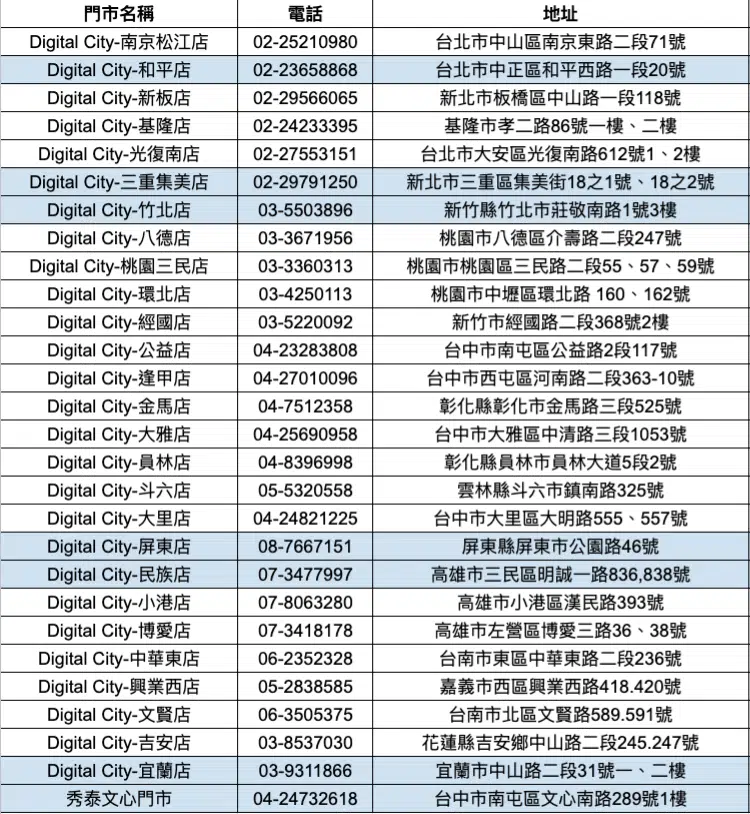 門市名稱 電話 地址
Digital City-南京松江店 02-25210980 台北市中山區南京東路二段71號
Digital City-和平店 02-23658868 台北市中正區和平西路一段20號
Digital City-新板店 02-29566065 新北市板橋區中山路一段118號
Digital City-基隆店 02-24233395 基隆市孝二路86號一樓、二樓
Digital City-光復南店 02-27553151 台北市大安區光復南路612號1、2樓
Digital City-三重集美店 02-29791250 新北市三重區集美街18之1號、18之2號
Digital City-竹北店 03-5503896 新竹縣竹北市莊敬南路1號3樓
Digital City-八德店 03-3671956 桃園市八德區介壽路二段247號
Digital City-桃園三民店 03-3360313 桃園市桃園區三民路二段55、57、59號
Digital City-環北店 03-4250113 桃園市中壢區環北路 160、162號
Digital City-經國店 03-5220092 新竹市經國路二段368號2樓
Digital City-公益店 04-23283808 台中市南屯區公益路2段117號
Digital City-逢甲店 04-27010096 台中市西屯區河南路二段363-10號
Digital City-金馬店 04-7512358 彰化縣彰化市金馬路三段525號
Digital City-大雅店 04-25690958 台中市大雅區中清路三段1053號
Digital City-員林店 04-8396998 彰化縣員林市員林大道5段2號
Digital City-斗六店 05-5320558 雲林縣斗六市鎮南路325號
Digital City-大里店 04-24821225 台中市大里區大明路555、557號
Digital City-屏東店 08-7667151 屏東縣屏東市公園路46號
Digital City-民族店 07-3477997 高雄市三民區明誠一路836,838號
Digital City-小港店 07-8063280 高雄市小港區漢民路393號
Digital City-博愛店 07-3418178 高雄市左營區博愛三路36、38號
Digital City-中華東店 06-2352328 台南市東區中華東路二段236號
Digital City-興業西店 05-2838585 嘉義市西區興業西路418.420號
Digital City-文賢店 06-3505375 台南市北區文賢路589.591號
Digital City-吉安店 03-8537030 花蓮縣吉安鄉中山路二段245.247號
Digital City-宜蘭店 03-9311866 宜蘭市中山路二段31號一、二樓
秀泰文心門市 04-24732618 台中市南屯區文心南路289號1樓